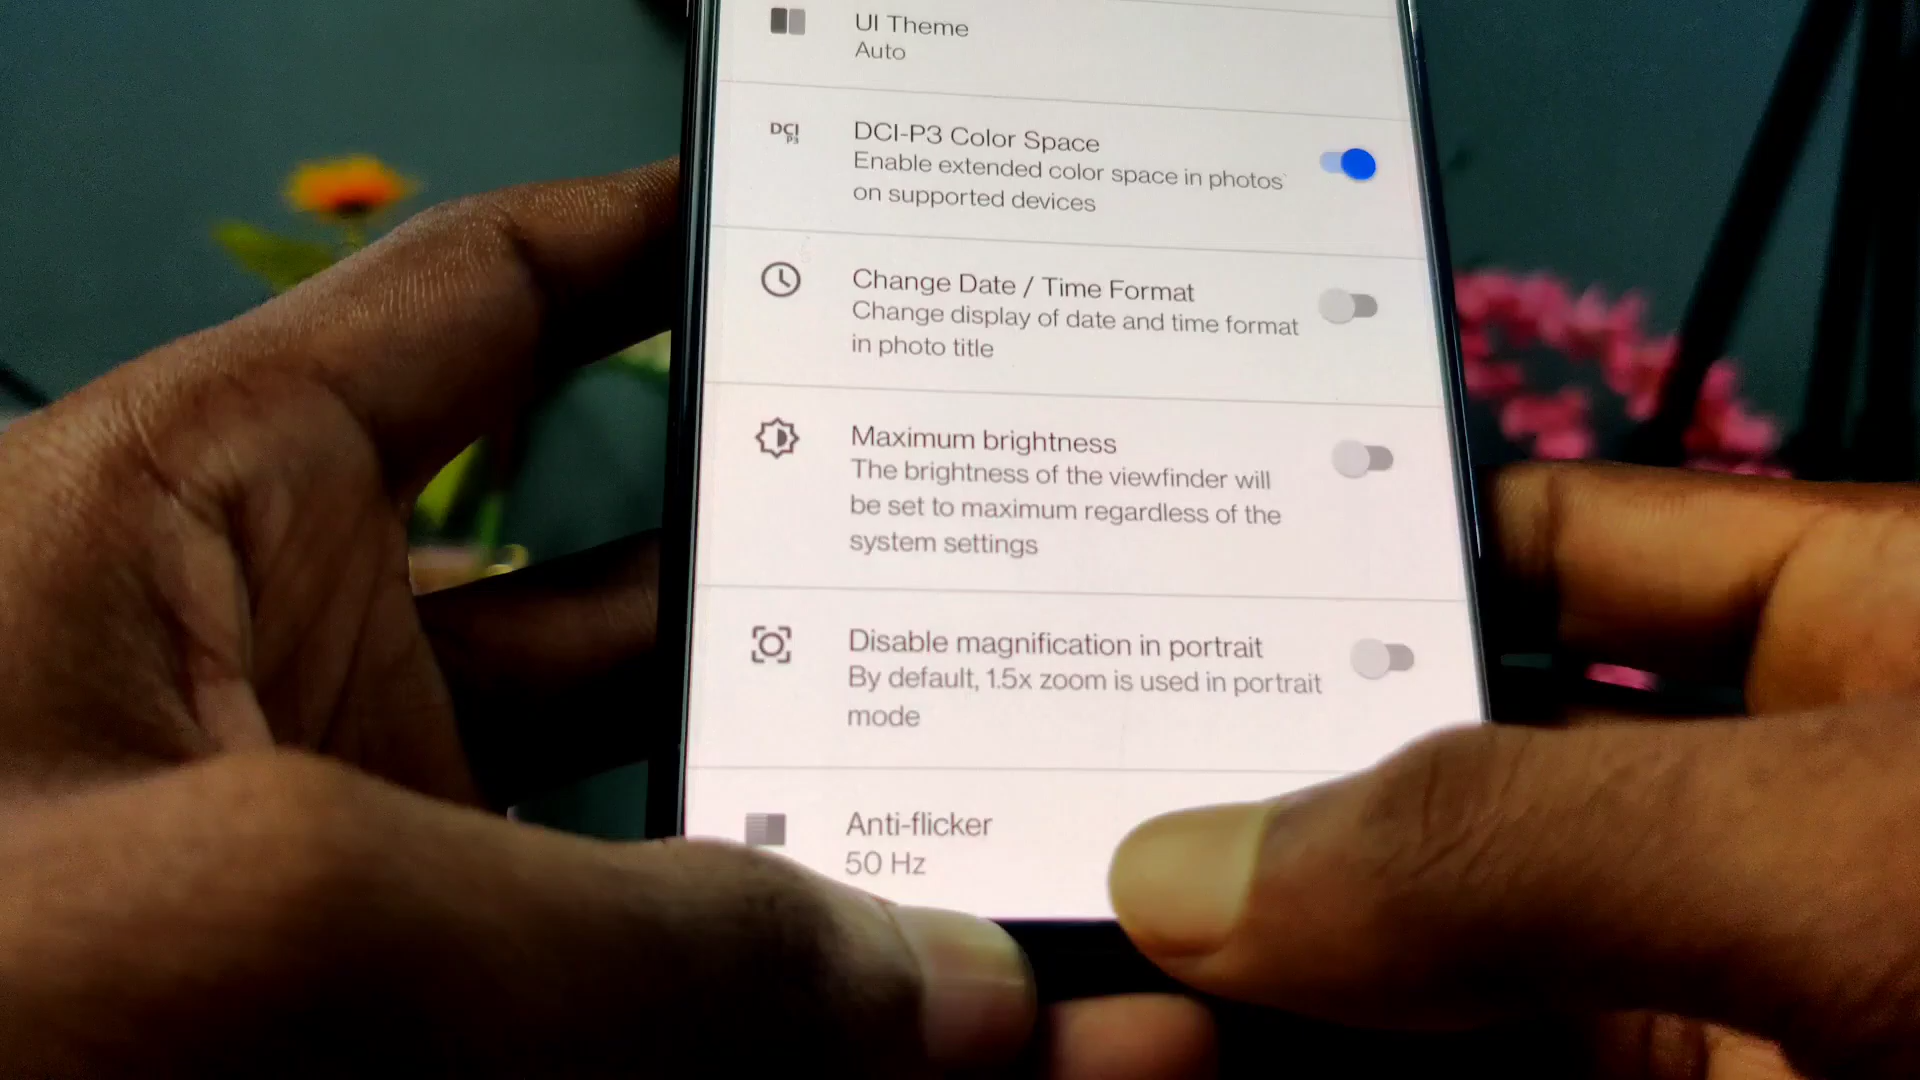 UI Theme
Auto
DCI
P3
DCI-P3 Color Space
Enable extended color space in photos
on supported devices
Change Date / Time Format
Change display of date and time format
in photo title
Maximum brightness
The brightness of the viewfinder will
be set to maximum regardless of the
system settings
Disable magnification in portrait
By default, 1.5x zoom is used in portrait
mode
Anti-flicker
50 Hz